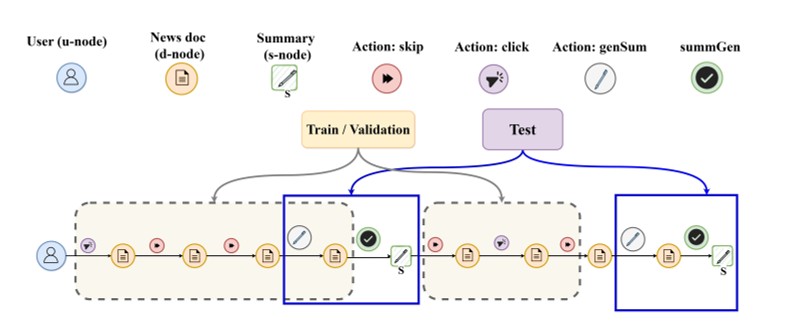 User (u-node)
News doc
(d-node)
Summary
(s-node)
Action: skip
Action: click
Action: genSum
summGen
S
Train / Validation
Test
S
S